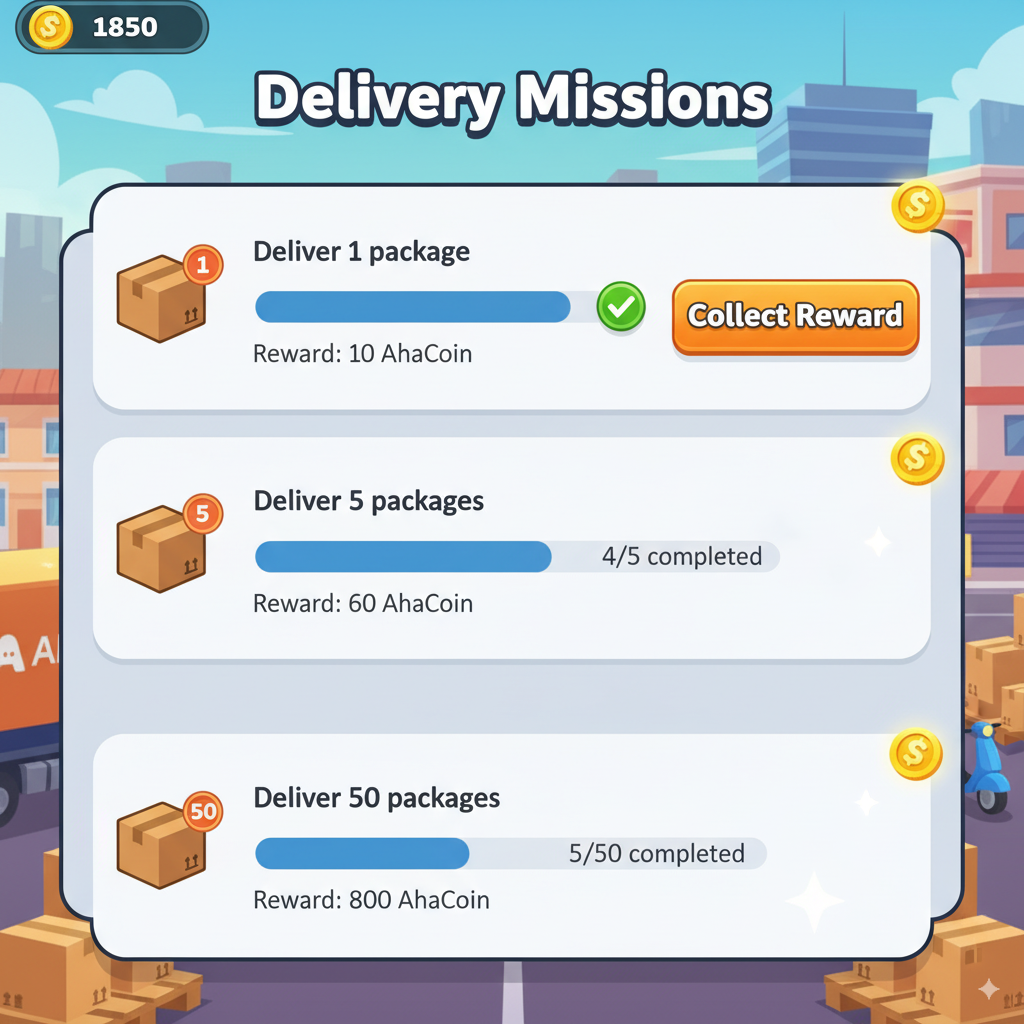 1850
Delivery Missions
1
Deliver 1 package
Collect Reward
Reward: 10 AhaCoin
5
Deliver 5 packages
4/5 completed
Reward: 60 AhaCoin
A
50
Deliver 50 packages
5/50 completed
Reward: 800 AhaCoin